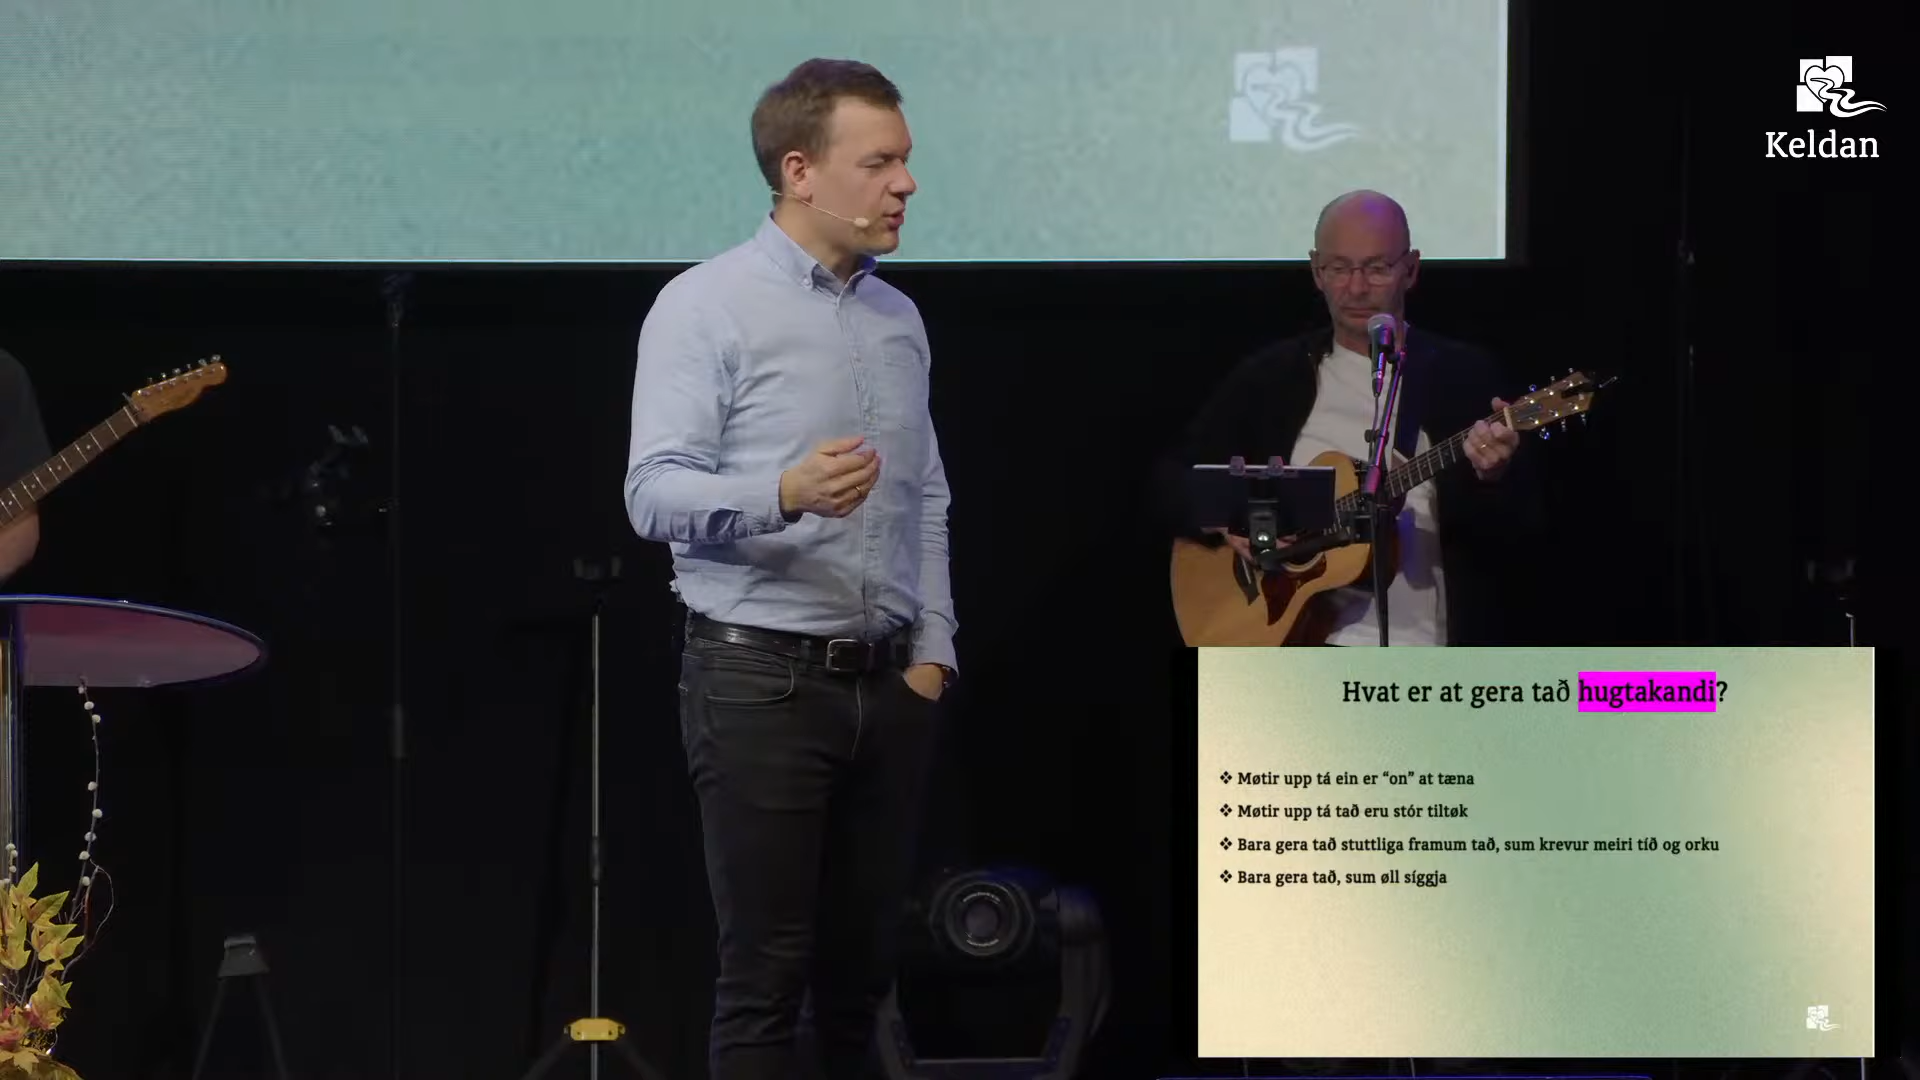 Keldan
Hvat er at gera tað hugtakandi?
❖ Møtir upp tá ein er “on” at tæna
❖ Møtir upp tá tað eru stór tiltøk
❖ Bara gera tað stuttliga framum tað, sum krevur meiri tíð og orku
❖ Bara gera tað, sum øll síggja